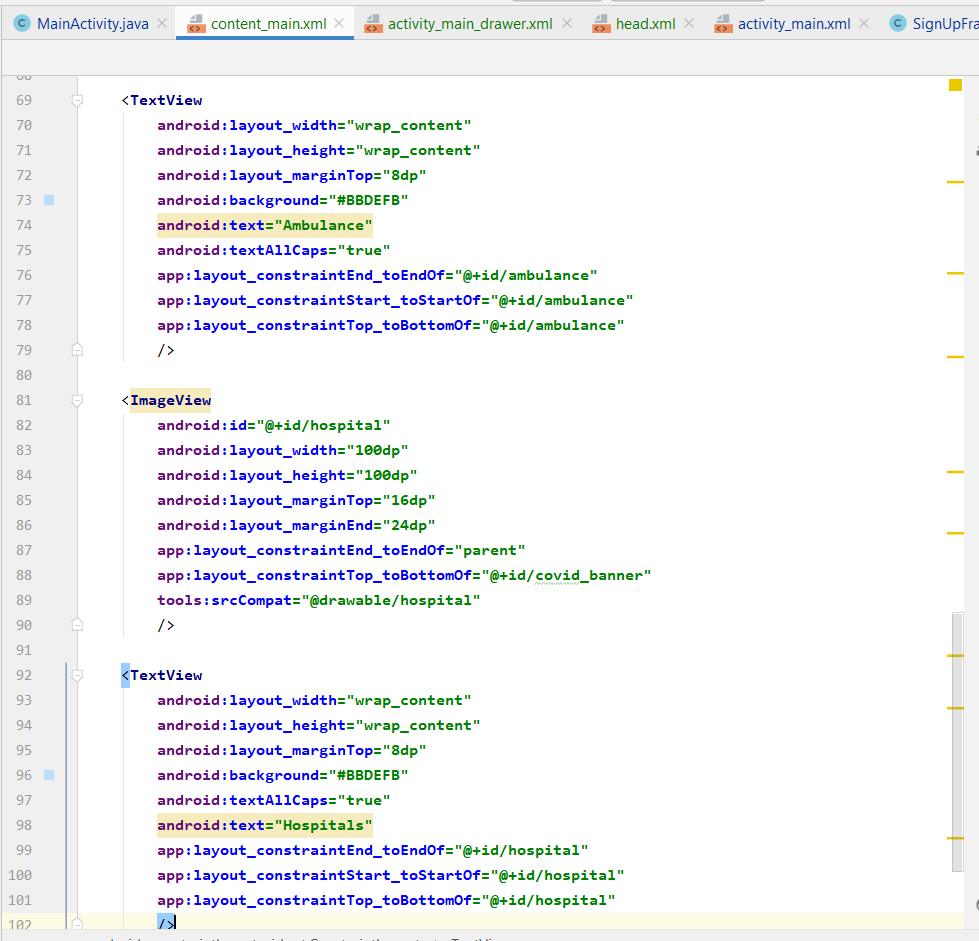 MainActivity.java
content_main.xml
activity_main_drawer.xml
head.xml
activity_main.xml
SignUpFra
68
69 <TextView
70 android:layout_width="wrap_content"
71 android:layout_height="wrap_content"
72 android:layout_marginTop="8dp"
73 android:background="#BBDEFB"
74 android:text="Ambulance"
75 android:textAllCaps="true"
76 app:layout_constraintEnd_toEndOf="@+id/ambulance"
77 app:layout_constraintStart_toStartOf="@+id/ambulance"
78 app:layout_constraintTop_toBottomOf="@+id/ambulance"
79 />
80
81 <ImageView
82 android:id="@+id/hospital"
83 android:layout_width="100dp"
84 android:layout_height="100dp"
85 android:layout_marginTop="16dp"
86 android:layout_marginEnd="24dp"
87 app:layout_constraintEnd_toEndOf="parent"
88 app:layout_constraintTop_toBottomOf="@+id/covid_banner"
89 tools:srcCompat="@drawable/hospital"
90 />
91
92 <TextView
93 android:layout_width="wrap_content"
94 android:layout_height="wrap_content"
95 android:layout_marginTop="8dp"
96 android:background="#BBDEFB"
97 android:textAllCaps="true"
98 android:text="Hospitals"
99 app:layout_constraintEnd_toEndOf="@+id/hospital"
100 app:layout_constraintStart_toStartOf="@+id/hospital"
101 app:layout_constraintTop_toBottomOf="@+id/hospital"
102 />